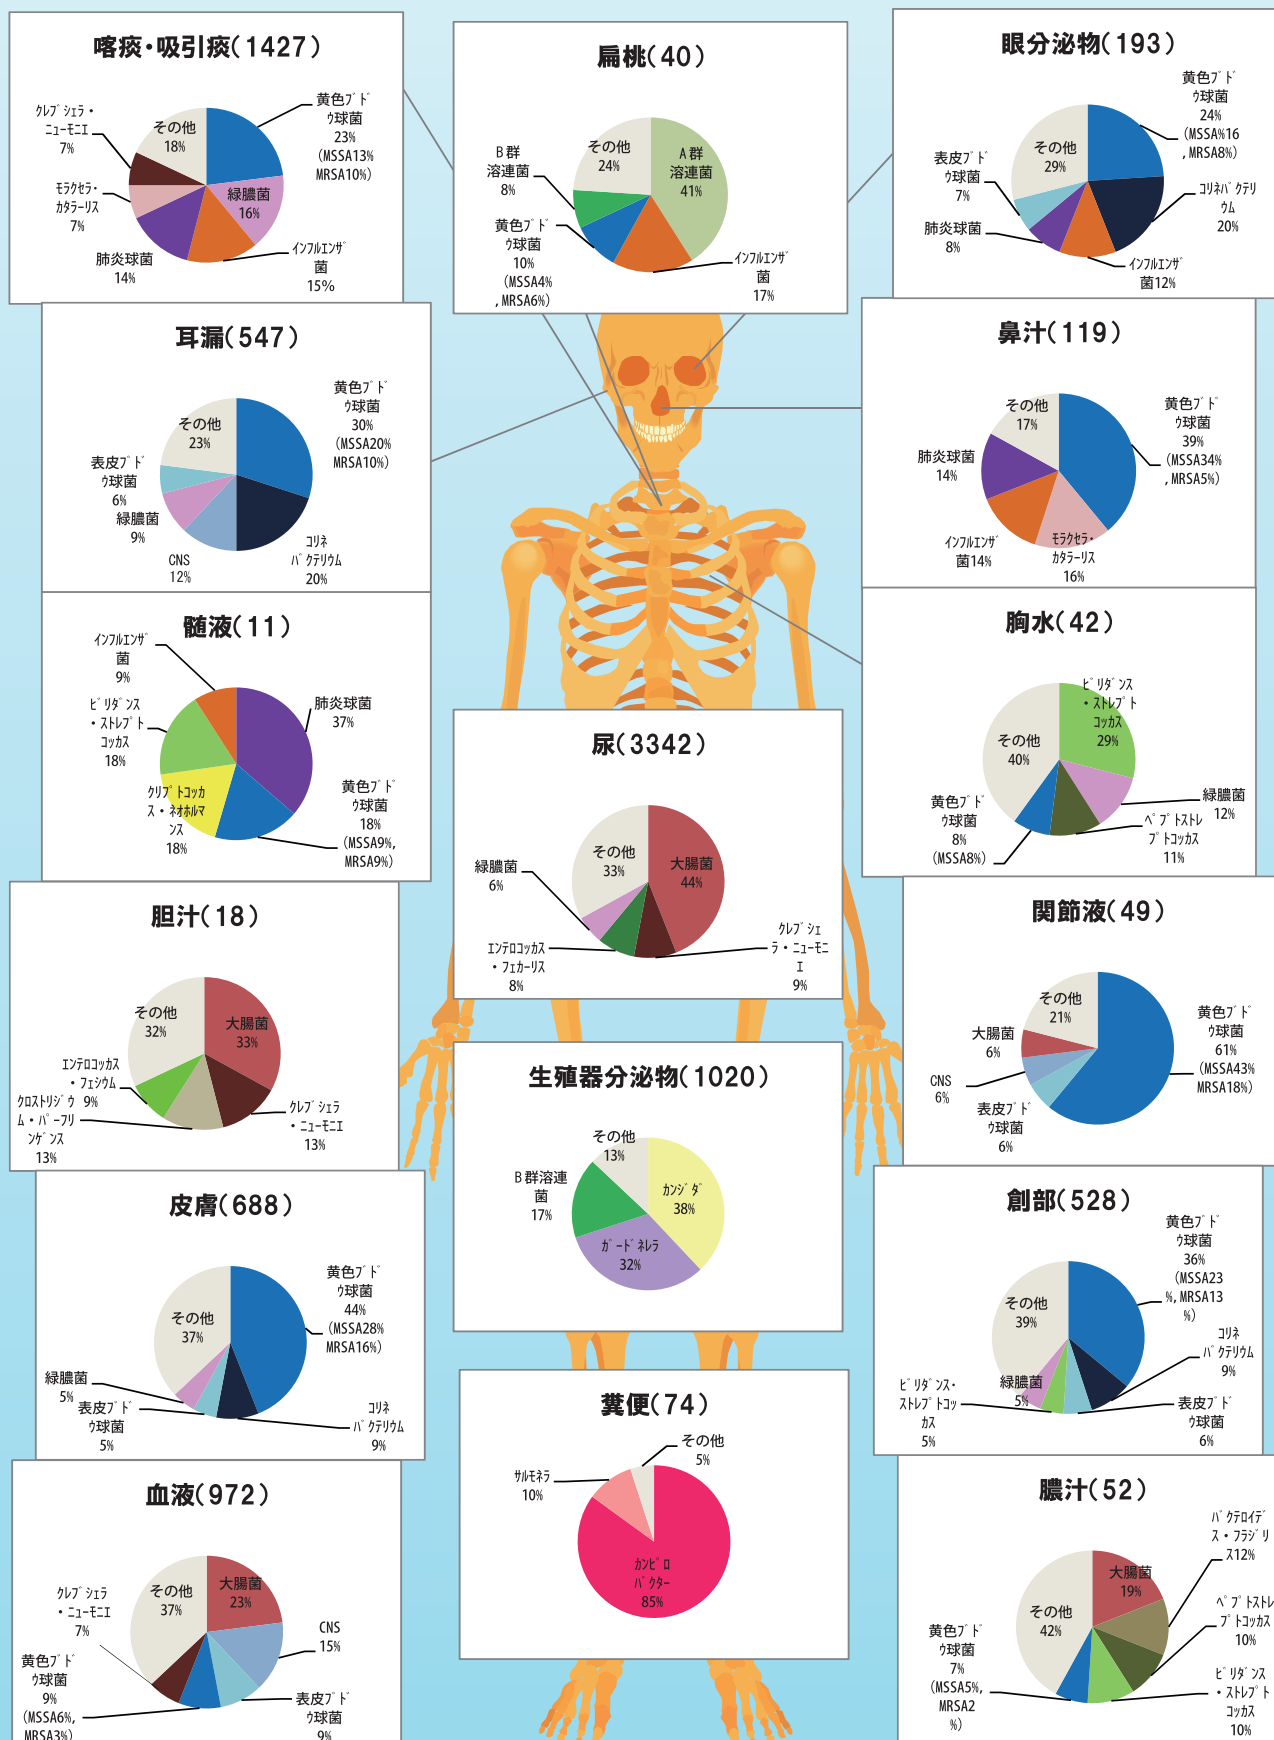 喀痰・吸引痰(1427)
黄色ﾌﾞﾄﾞ
ｳ球菌
23%
(MSSA13%
MRSA10%)
緑膿菌
16%
ｲﾝﾌﾙｴﾝｻﾞ
菌
15%
肺炎球菌
14%
ﾓﾗｸｾﾗ・
ｶﾀﾗｰﾘｽ
7%
ｸﾚﾌﾞｼｪﾗ・
ﾆｭｰﾓﾆｴ
7%
その他
18%
扁桃(40)
A群
溶連菌
41%
ｲﾝﾌﾙｴﾝｻﾞ
菌
17%
黄色ﾌﾞﾄﾞ
ｳ球菌
10%
(MSSA4%
,MRSA6%)
B群
溶連菌
8%
その他
24%
眼分泌物(193)
黄色ﾌﾞﾄﾞ
ｳ球菌
24%
(MSSA%16
,MRSA8%)
ｺﾘﾈﾊﾞｸﾃﾘ
ｳﾑ
20%
ｲﾝﾌﾙｴﾝｻﾞ
菌12%
肺炎球菌
8%
表皮ﾌﾞﾄﾞ
ｳ球菌
7%
その他
29%
耳漏(547)
黄色ﾌﾞﾄﾞ
ｳ球菌
30%
(MSSA20%
MRSA10%)
ｺﾘﾈ
ﾊﾞｸﾃﾘｳﾑ
20%
CNS
12%
緑膿菌
9%
表皮ﾌﾞﾄﾞ
ｳ球菌
6%
その他
23%
鼻汁(119)
黄色ﾌﾞﾄﾞ
ｳ球菌
39%
(MSSA34%
,MRSA5%)
ﾓﾗｸｾﾗ・
ｶﾀﾗｰﾘｽ
16%
ｲﾝﾌﾙｴﾝｻﾞ
菌14%
肺炎球菌
14%
その他
17%
髄液(11)
肺炎球菌
37%
黄色ﾌﾞﾄﾞ
ｳ球菌
18%
(MSSA9%,
MRSA9%)
ｸﾘﾌﾟﾄｺｯｶ
ｽ・ﾈｵﾎﾙﾏ
ﾝｽ
18%
ﾋﾞﾘﾀﾞﾝｽ
・ｽﾄﾚﾌﾟﾄ
ｺｯｶｽ
18%
ｲﾝﾌﾙｴﾝｻﾞ
菌
9%
胸水(42)
ﾋﾞﾘﾀﾞﾝｽ
・ｽﾄﾚﾌﾟﾄ
ｺｯｶｽ
29%
緑膿菌
12%
ﾍﾟﾌﾟﾄｽﾄﾚ
ﾌﾟﾄｺｯｶｽ
11%
黄色ﾌﾞﾄﾞ
ｳ球菌
8%
(MSSA8%)
その他
40%
尿(3342)
大腸菌
44%
ｸﾚﾌﾞｼｪ
ﾗ・ﾆｭｰﾓﾆ
ｴ
9%
ｴﾝﾃﾛｺｯｶｽ
・ﾌｪｶｰﾘｽ
8%
緑膿菌
6%
その他
33%
胆汁(18)
大腸菌
33%
ｸﾚﾌﾞｼｪﾗ
・ﾆｭｰﾓﾆｴ
13%
ｸﾛｽﾄﾘｼﾞｳ
ﾑ・ﾊﾟｰﾌﾘ
ﾝｹﾞﾝｽ
13%
ｴﾝﾃﾛｺｯｶｽ
・ﾌｪｼｳﾑ
9%
その他
32%
関節液(49)
黄色ﾌﾞﾄﾞ
ｳ球菌
61%
(MSSA43%
MRSA18%)
表皮ﾌﾞﾄﾞ
ｳ球菌
6%
CNS
6%
大腸菌
6%
その他
21%
生殖器分泌物(1020)
ｶﾝｼﾞﾀﾞ
38%
ｶﾞｰﾄﾞﾈﾚﾗ
32%
B群溶連
菌
17%
その他
13%
皮膚(688)
黄色ﾌﾞﾄﾞ
ｳ球菌
44%
(MSSA28%
MRSA16%)
ｺﾘﾈ
ﾊﾞｸﾃﾘｳﾑ
9%
表皮ﾌﾞﾄﾞ
ｳ球菌
5%
緑膿菌
5%
その他
37%
創部(528)
黄色ﾌﾞﾄﾞ
ｳ球菌
36%
(MSSA23
%,MRSA13
%)
ｺﾘﾈ
ﾊﾞｸﾃﾘｳﾑ
9%
表皮ﾌﾞﾄﾞ
ｳ球菌
6%
ﾋﾞﾘﾀﾞﾝｽ・
ｽﾄﾚﾌﾟﾄｺｯ
ｶｽ
5%
緑膿菌
5%
その他
39%
糞便(74)
ｶﾝﾋﾟﾛ
ﾊﾞｸﾀｰ
85%
ｻﾙﾓﾈﾗ
10%
その他
5%
血液(972)
大腸菌
23%
CNS
15%
表皮ﾌﾞﾄﾞ
ｳ球菌
9%
黄色ﾌﾞﾄﾞ
ｳ球菌
9%
(MSSA6%,
MRSA3%)
ｸﾚﾌﾞｼｪﾗ
・ﾆｭｰﾓﾆｴ
7%
その他
37%
膿汁(52)
大腸菌
19%
ﾊﾞｸﾃﾛｲﾃﾞ
ｽ・ﾌﾗｼﾞﾘ
ｽ12%
ﾍﾟﾌﾟﾄｽﾄﾚ
ﾌﾟﾄｺｯｶｽ
10%
ﾋﾞﾘﾀﾞﾝｽ
・ｽﾄﾚﾌﾟﾄ
ｺｯｶｽ
10%
黄色ﾌﾞﾄﾞ
ｳ球菌
7%
(MSSA5%,
MRSA2
%)
その他
42%